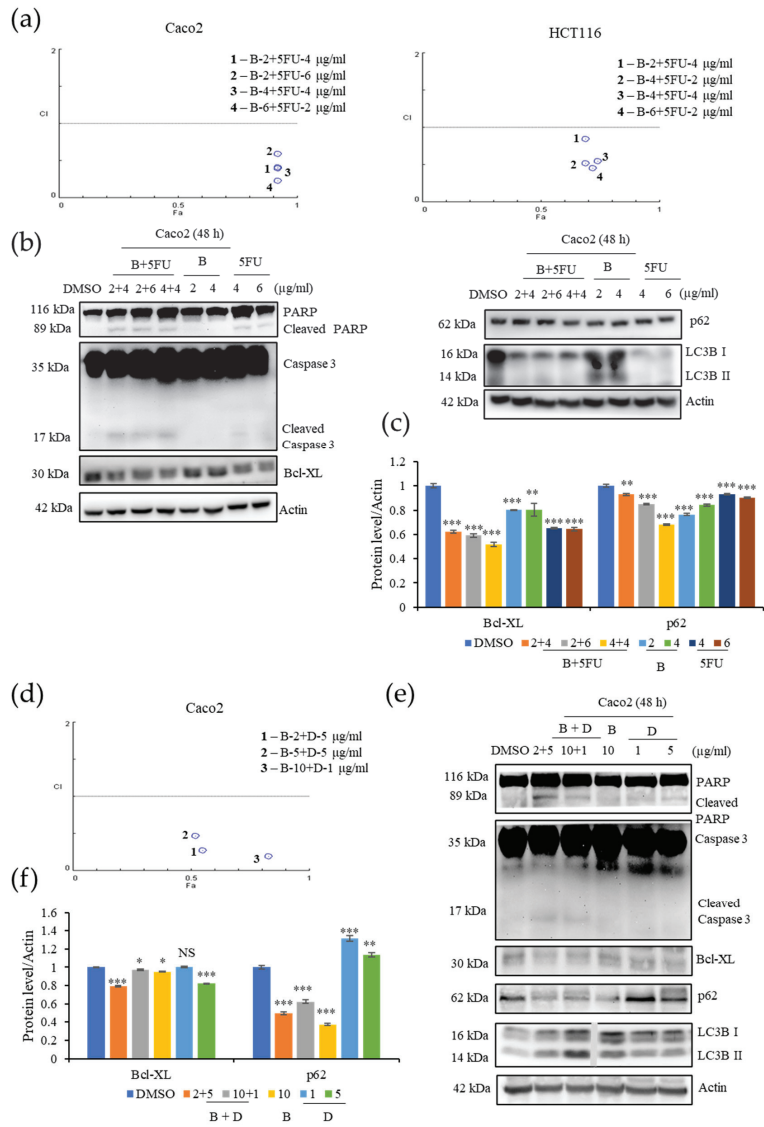 (a)
Caco2
2
1 – B-2+5FU-4 µg/ml
2 – B-2+5FU-6 µg/ml
3 – B-4+5FU-4 µg/ml
4 – B-6+5FU-2 µg/ml
CI
1
2
1
3
4
0
0
0.5
1
Fa
HCT116
2
1 – B-2+5FU-4 µg/ml
2 – B-4+5FU-2 µg/ml
3 – B-4+5FU-4 µg/ml
4 – B-6+5FU-2 µg/ml
CI
1
1
2
3
4
0
0
0.5
1
Fa
(b)
Caco2 (48 h)
B+5FU B 5FU
DMSO 2+4 2+6 4+4 2 4 4 6 (µg/ml)
116 kDa PARP
89 kDa Cleaved PARP
35 kDa Caspase 3
17 kDa Cleaved
Caspase 3
30 kDa Bcl-XL
42 kDa Actin
Caco2 (48 h)
B+5FU B 5FU
DMSO 2+4 2+6 4+4 2 4 4 6 (µg/ml)
62 kDa p62
16 kDa LC3B I
14 kDa LC3B II
42 kDa Actin
(c)
Protein level/Actin
1.2
1
0.8
0.6
0.4
0.2
0
*** *** *** *** ** *** ***
** *** *** *** *** *** ***
Bcl-XL p62
DMSO 2+4 2+6 4+4 2 4 4 6
B+5FU B 5FU
(d)
Caco2
2
1 – B-2+D-5 µg/ml
2 – B-5+D-5 µg/ml
3 – B-10+D-1 µg/ml
CI
1
2
1
3
0
0
0.5
1
Fa
(e)
Caco2 (48 h)
B + D B D
DMSO 2+5 10+1 10 1 5 (µg/ml)
116 kDa PARP
89 kDa Cleaved
PARP
35 kDa Caspase 3
17 kDa Cleaved
Caspase 3
30 kDa Bcl-XL
62 kDa p62
16 kDa LC3B I
14 kDa LC3B II
42 kDa Actin
(f)
Protein level/Actin
1.6
1.4
1.2
1
0.8
0.6
0.4
0.2
0
*** * * NS ***
*** *** *** *** **
Bcl-XL p62
DMSO 2+5 10+1 10 1 5
B + D B D